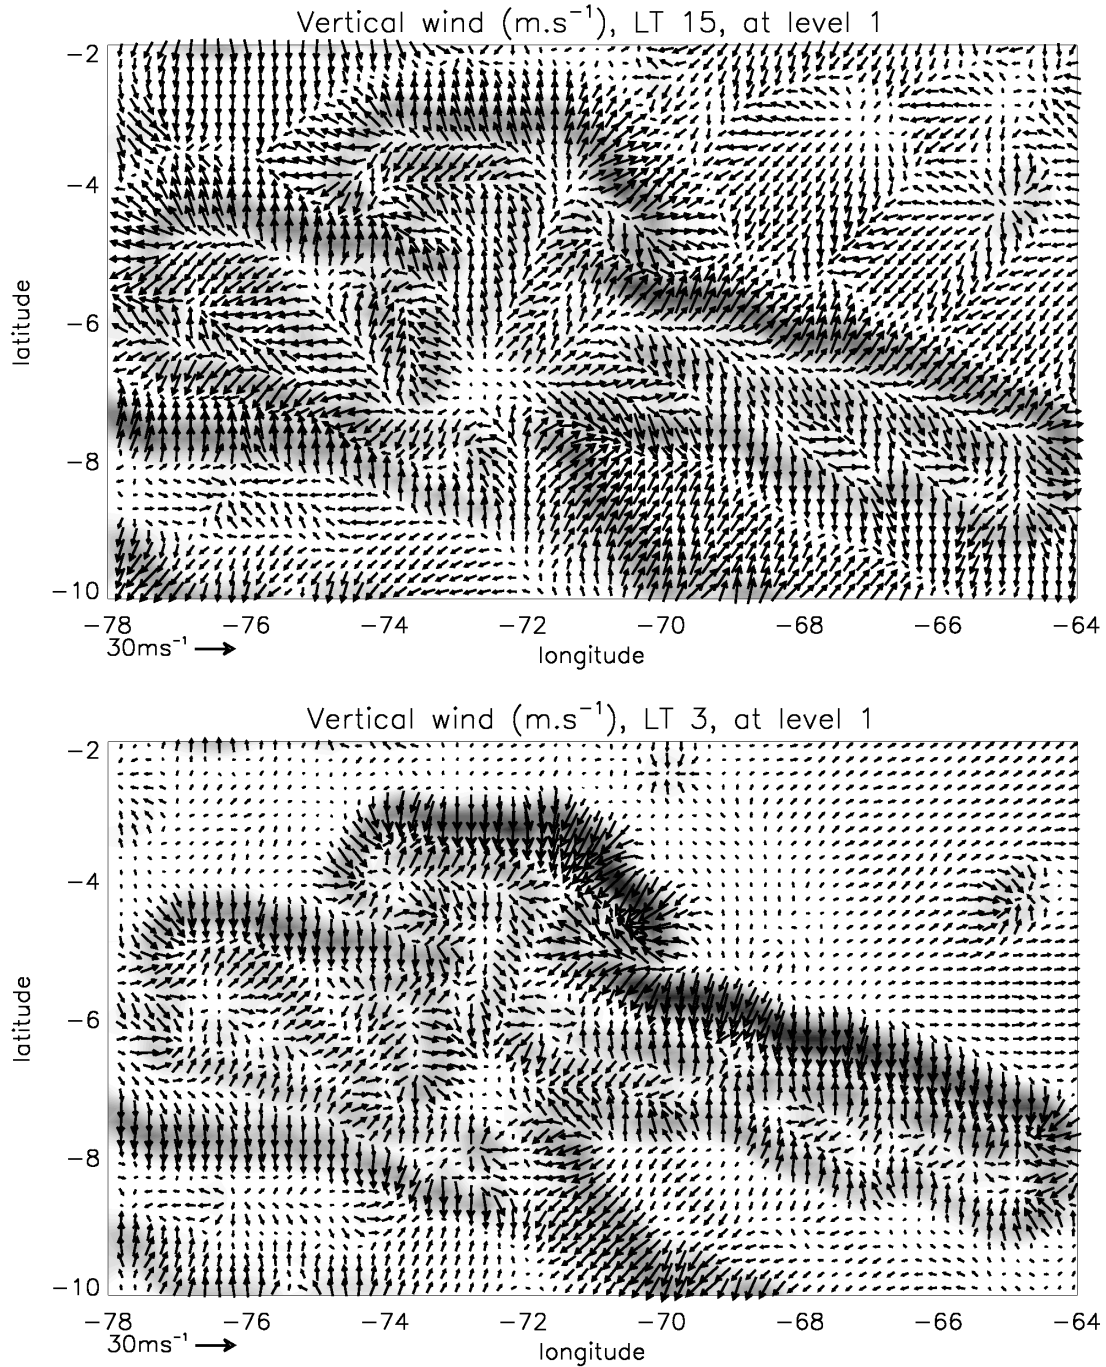 Vertical wind (m.s⁻¹), LT 15, at level 1
−2
−4
−6
−8
−10
latitude
−78 −76 −74 −72 −70 −68 −66 −64
30ms⁻¹
longitude
Vertical wind (m.s⁻¹), LT 3, at level 1
−2
−4
−6
−8
−10
latitude
−78 −76 −74 −72 −70 −68 −66 −64
30ms⁻¹
longitude